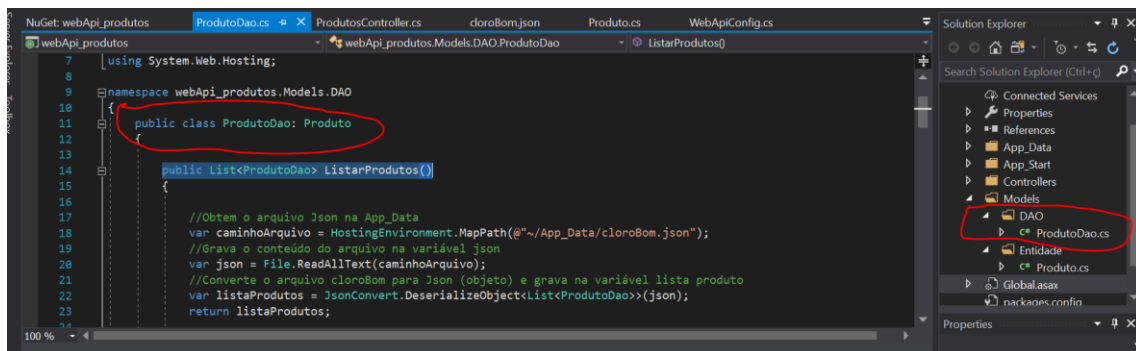 NuGet: webApi_produtos ProdutoDao.cs ProdutosController.cs cloroBom.json Produto.cs WebApiConfig.cs
webApi_produtos webApi_produtos.Models.DAO.ProdutoDao ListarProdutos()
7 using System.Web.Hosting;
8
9 namespace webApi_produtos.Models.DAO
10 {
11 public class ProdutoDao: Produto
12 {
13
14 public List<ProdutoDao> ListarProdutos()
15 {
16
17 //Obtem o arquivo Json na App_Data
18 var caminhoArquivo = HostingEnvironment.MapPath(@"~/App_Data/cloroBom.json");
19 //Grava o conteúdo do arquivo na variável json
20 var json = File.ReadAllText(caminhoArquivo);
21 //Converte o arquivo cloroBom para Json (objeto) e grava na variável lista produto
22 var listaProdutos = JsonConvert.DeserializeObject<List<ProdutoDao>>(json);
23 return listaProdutos;
24
100 %
Solution Explorer
Search Solution Explorer (Ctrl+ç)
Connected Services
Properties
References
App_Data
App_Start
Controllers
Models
DAO
C# ProdutoDao.cs
Entidade
C# Produto.cs
Global.asax
packages.config
Properties
Server Explorer
Toolbox